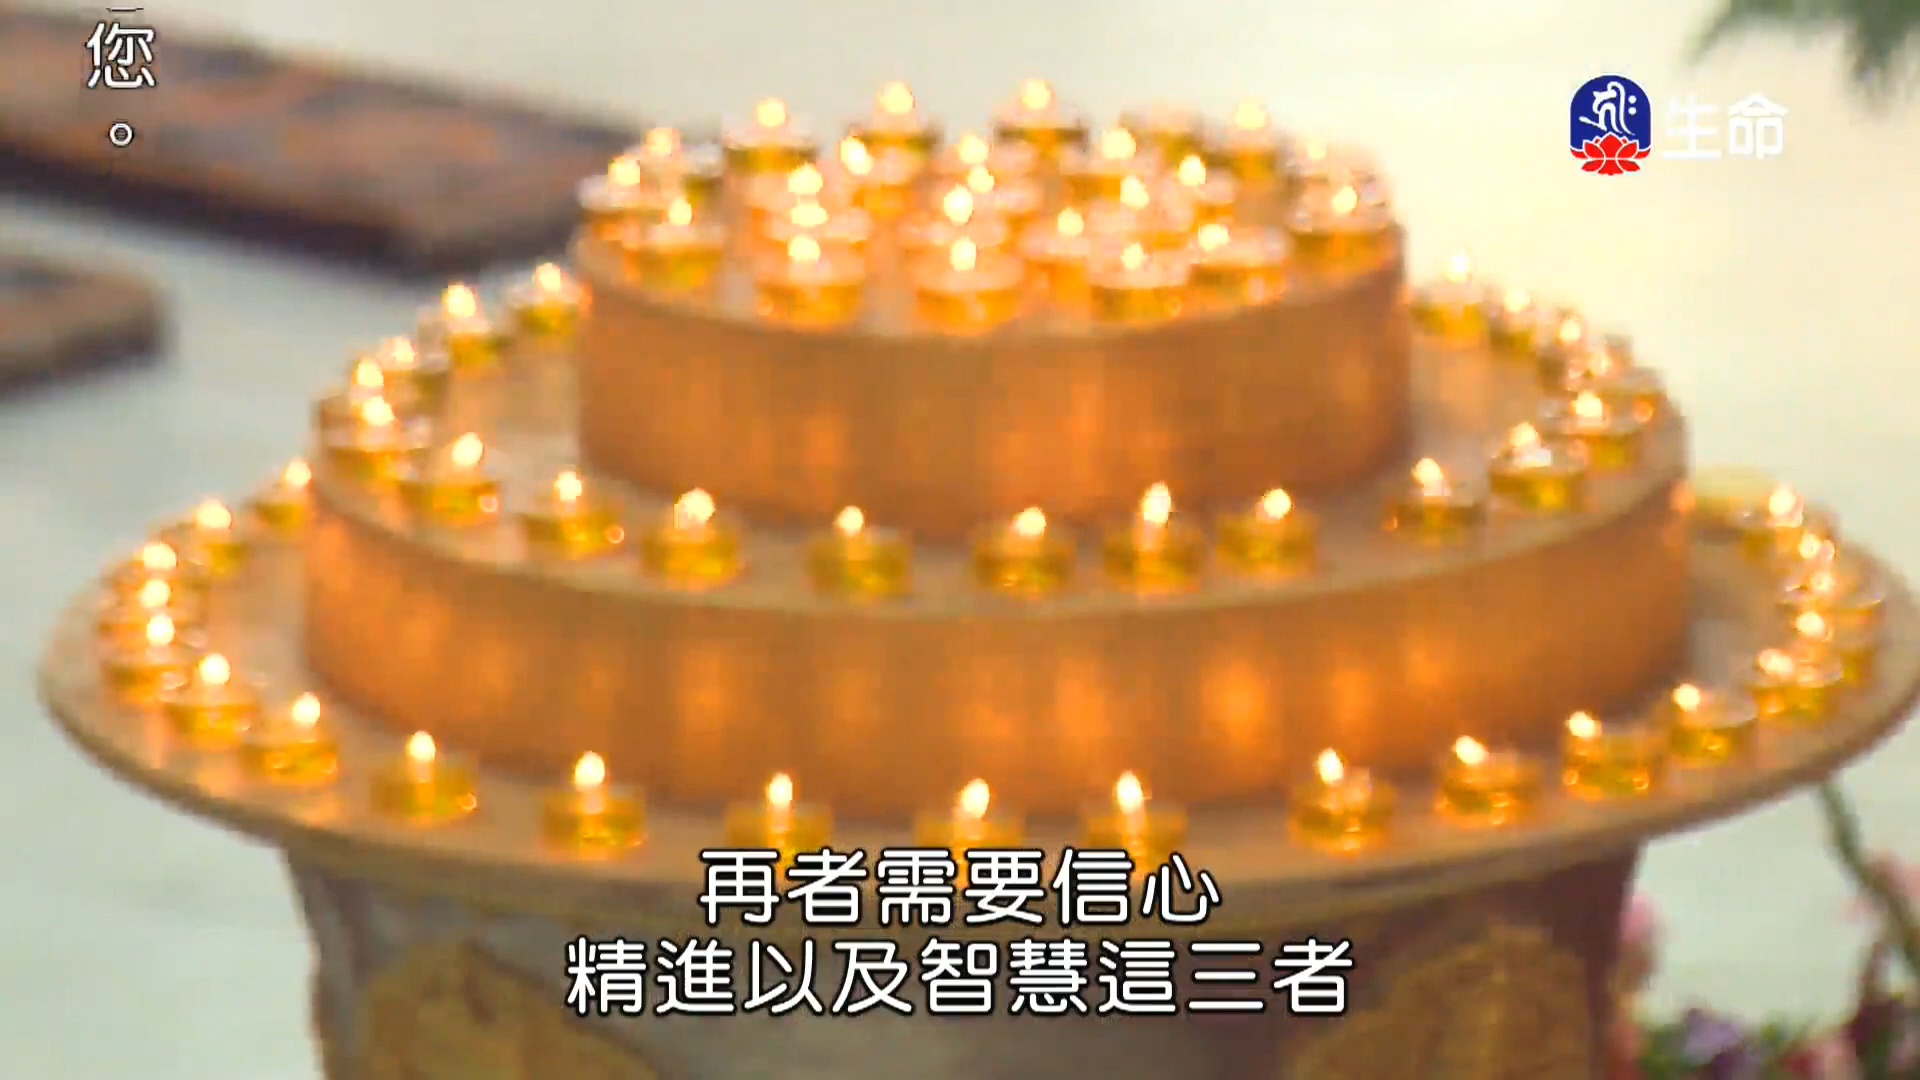 您。
生命
再者需要信心
精進以及智慧這三者